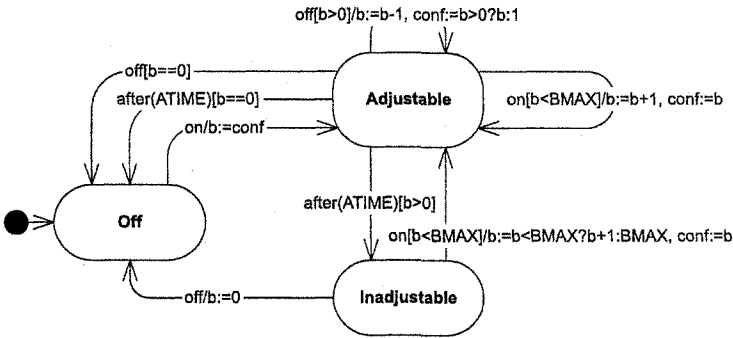 off[b>0]/b:=b-1, conf:=b>0?b:1
off[b==0]
after(ATIME)[b==0]
Adjustable
on[b<BMAX]/b:=b+1, conf:=b
on/b:=conf
after(ATIME)[b>0]
Off
on[b<BMAX]/b:=b<BMAX?b+1:BMAX, conf:=b
off/b:=0
Inadjustable